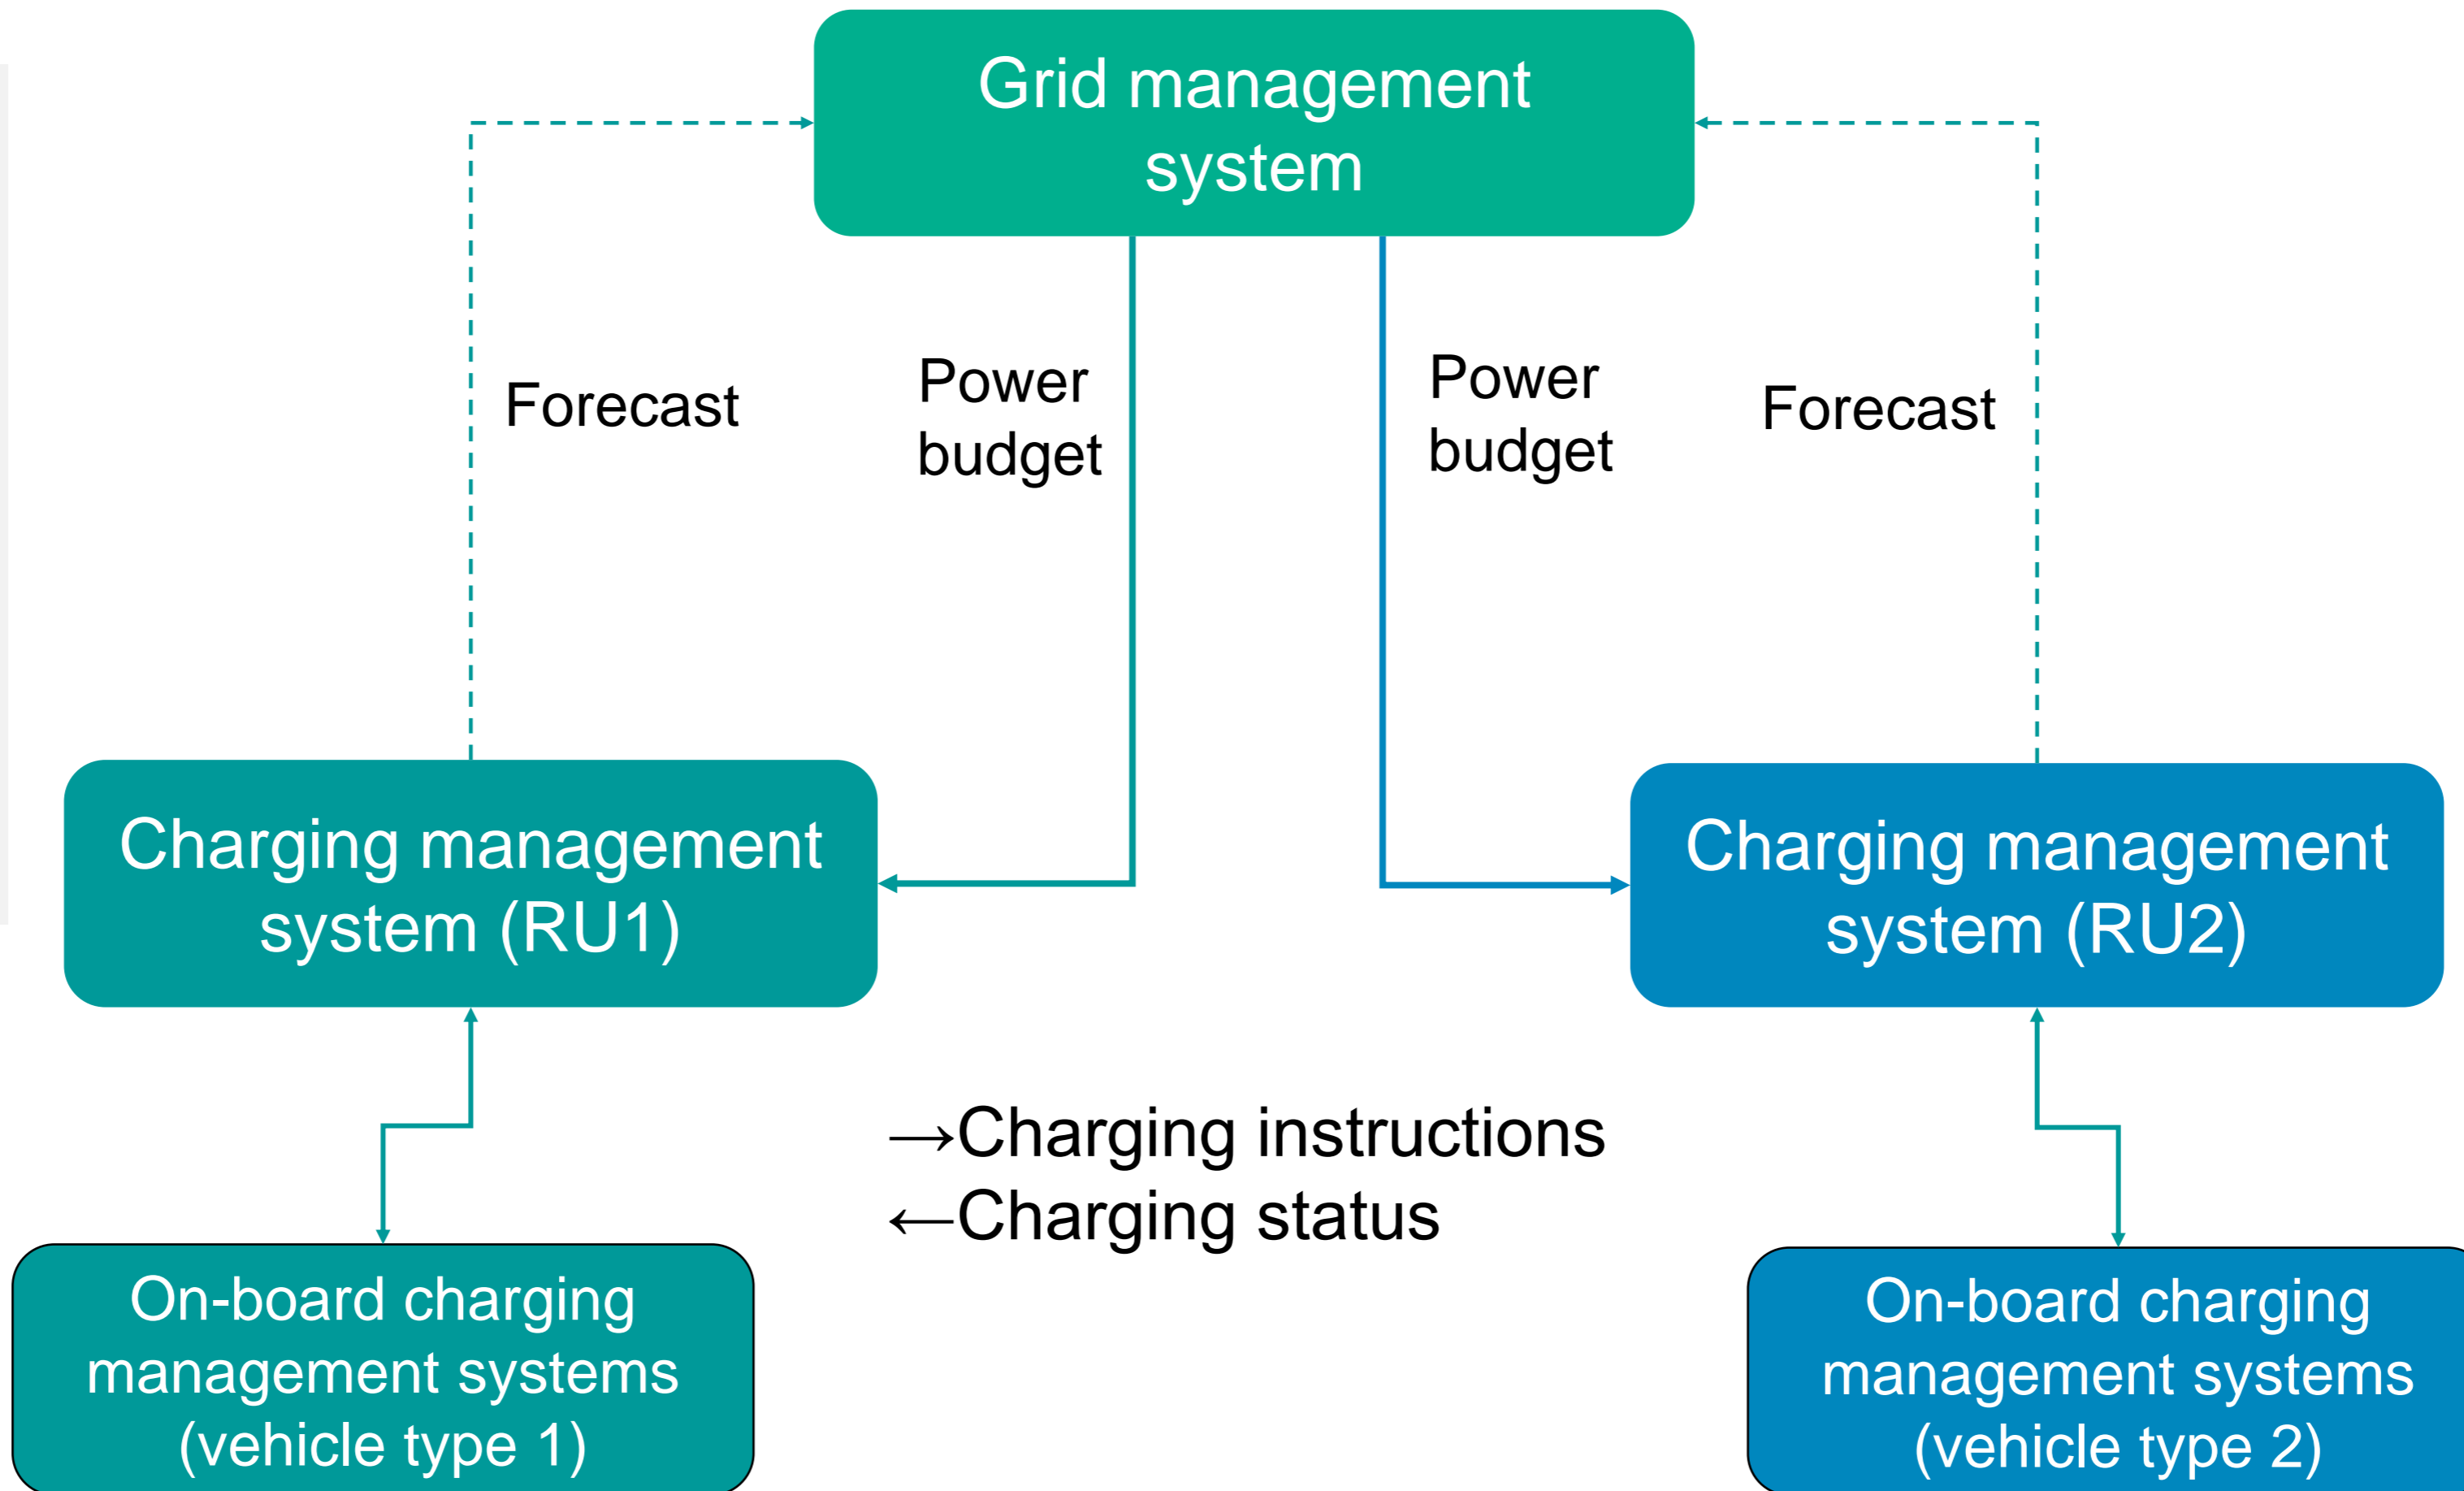 Grid management
system
Forecast
Power
budget
Power
budget
Forecast
Charging management
system (RU1)
Charging management
system (RU2)
→Charging instructions
←Charging status
On-board charging
management systems
(vehicle type 1)
On-board charging
management systems
(vehicle type 2)